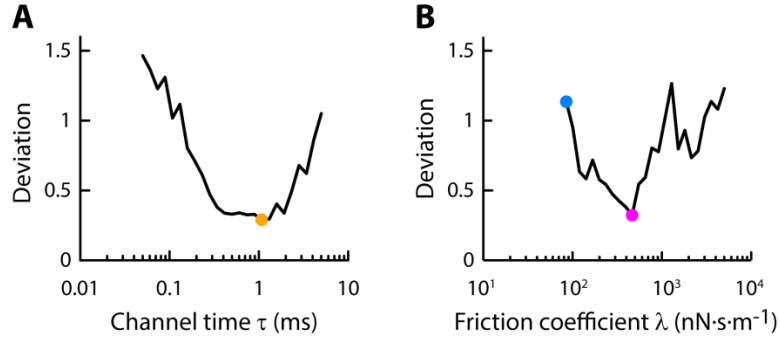 A
1.5
1
0.5
0
Deviation
0.01
0.1
1
10
Channel time τ (ms)
B
1.5
1
0.5
0
Deviation
10¹
10²
10³
10⁴
Friction coefficient λ (nN·s·m⁻¹)